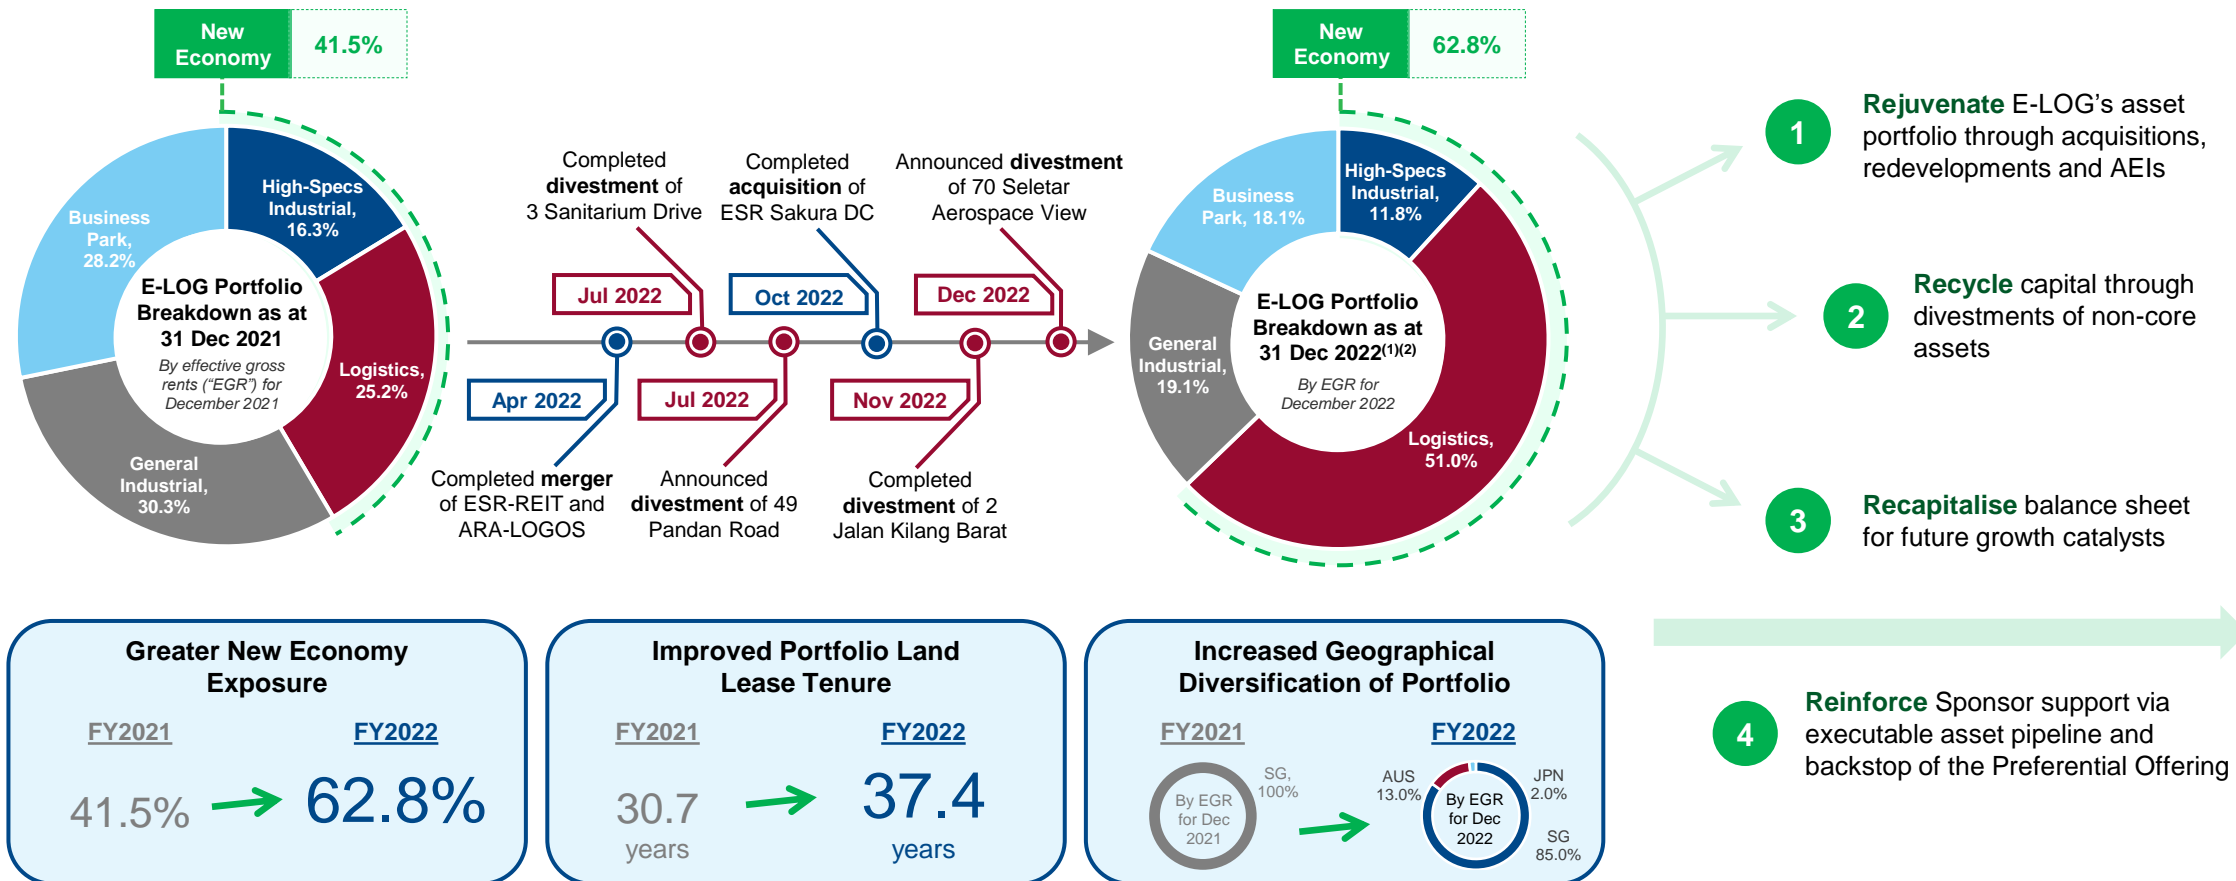 New
Economy
41.5%
High-Specs
Industrial,
16.3%
Business
Park,
28.2%
Logistics,
25.2%
General
Industrial,
30.3%
E-LOG Portfolio
Breakdown as at
31 Dec 2021
By effective gross
rents (“EGR”) for
December 2021
Completed
divestment of
3 Sanitarium Drive
Completed
acquisition of
ESR Sakura DC
Announced divestment
of 70 Seletar
Aerospace View
Jul 2022
Oct 2022
Dec 2022
Apr 2022
Jul 2022
Nov 2022
Completed merger
of ESR-REIT and
ARA-LOGOS
Announced
divestment of 49
Pandan Road
Completed
divestment of 2
Jalan Kilang Barat
New
Economy
62.8%
High-Specs
Industrial,
11.8%
Business
Park, 18.1%
General
Industrial,
19.1%
Logistics,
51.0%
E-LOG Portfolio
Breakdown as at
31 Dec 2022(1)(2)
By EGR for
December 2022
1
Rejuvenate E-LOG’s asset
portfolio through acquisitions,
redevelopments and AEIs
2
Recycle capital through
divestments of non-core
assets
3
Recapitalise balance sheet
for future growth catalysts
4
Reinforce Sponsor support via
executable asset pipeline and
backstop of the Preferential Offering
Greater New Economy
Exposure
FY2021
FY2022
41.5%
62.8%
Improved Portfolio Land
Lease Tenure
FY2021
FY2022
30.7
years
37.4
years
Increased Geographical
Diversification of Portfolio
FY2021
FY2022
SG,
100%
By EGR
for Dec
2021
AUS
13.0%
JPN
2.0%
By EGR
for Dec
2022
SG
85.0%